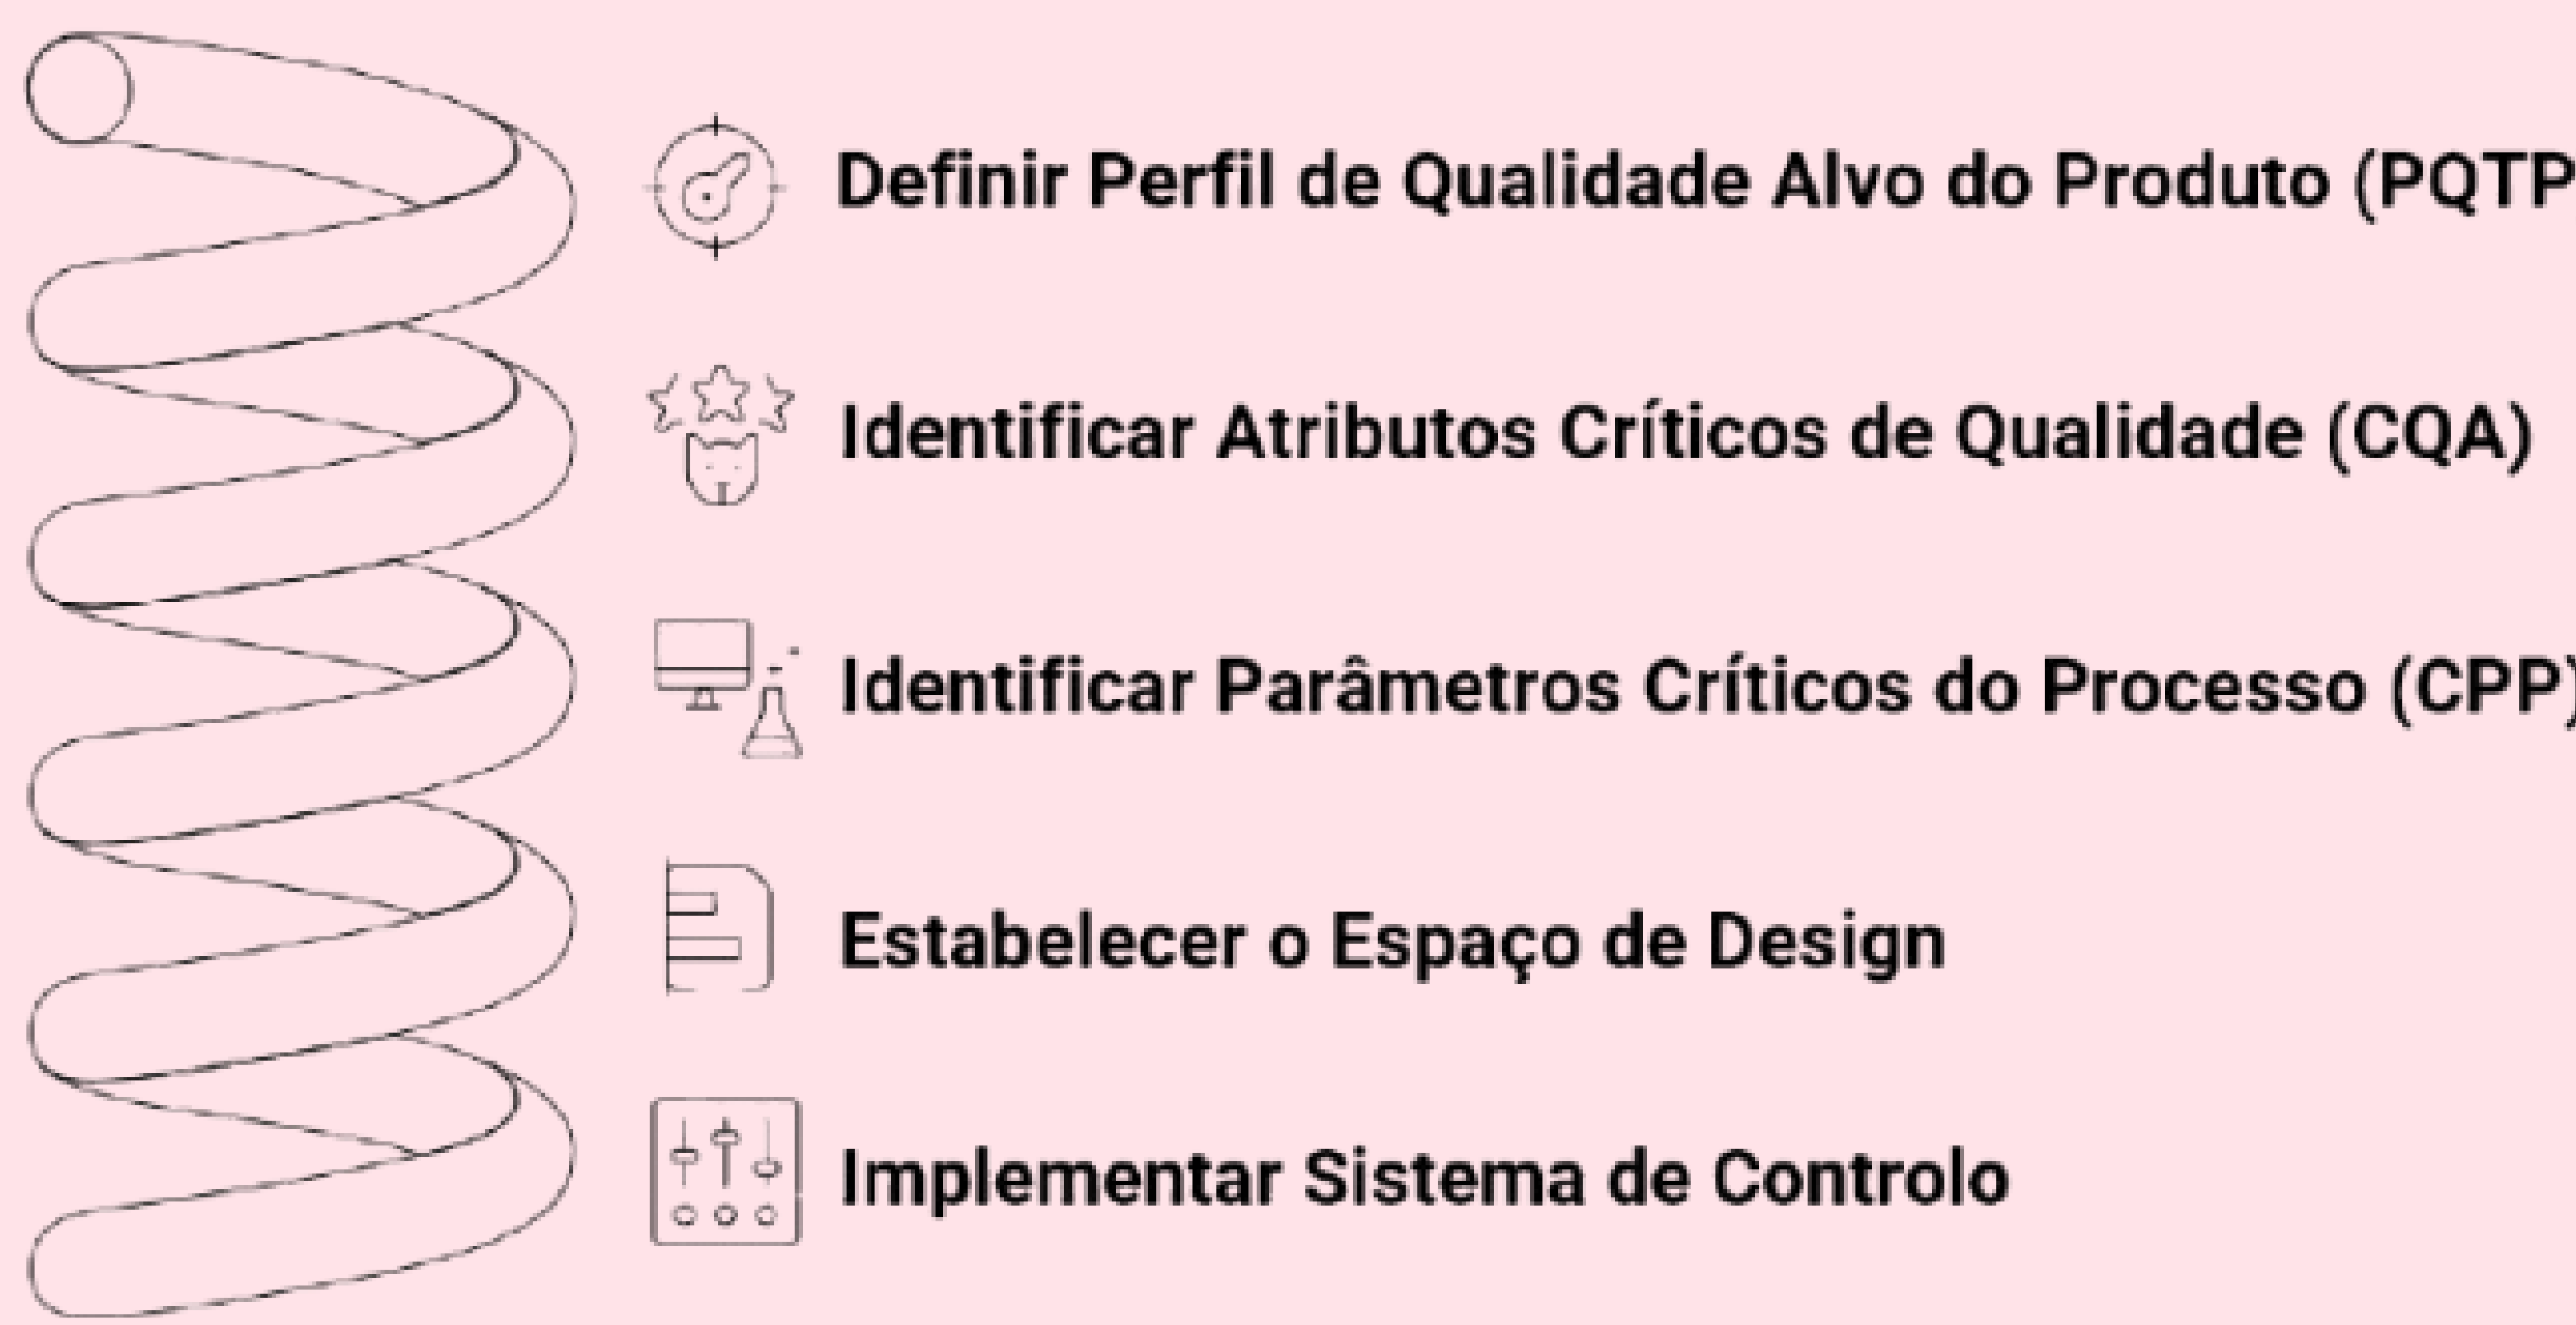 Definir Perfil de Qualidade Alvo do Produto (PQTP
Identificar Atributos Críticos de Qualidade (CQA)
Identificar Parâmetros Críticos do Processo (CPP)
Estabelecer o Espaço de Design
Implementar Sistema de Controlo